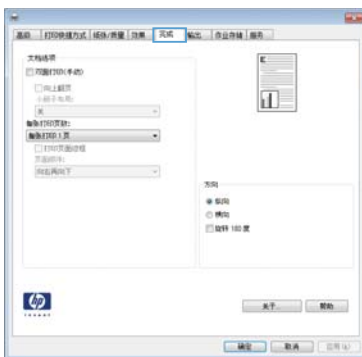 高级 打印快捷方式 纸张/质量 效果 完成 输出 作业存储 服务
文档选项
双面打印(手动)
向上翻页
小册子布局:
关
每张打印页数:
每张打印 1 页
打印页面边框
页面顺序:
向右再向下
方向
纵向
横向
旋转 180 度
hp
invent
关于...
帮助
确定 取消 应用(A)